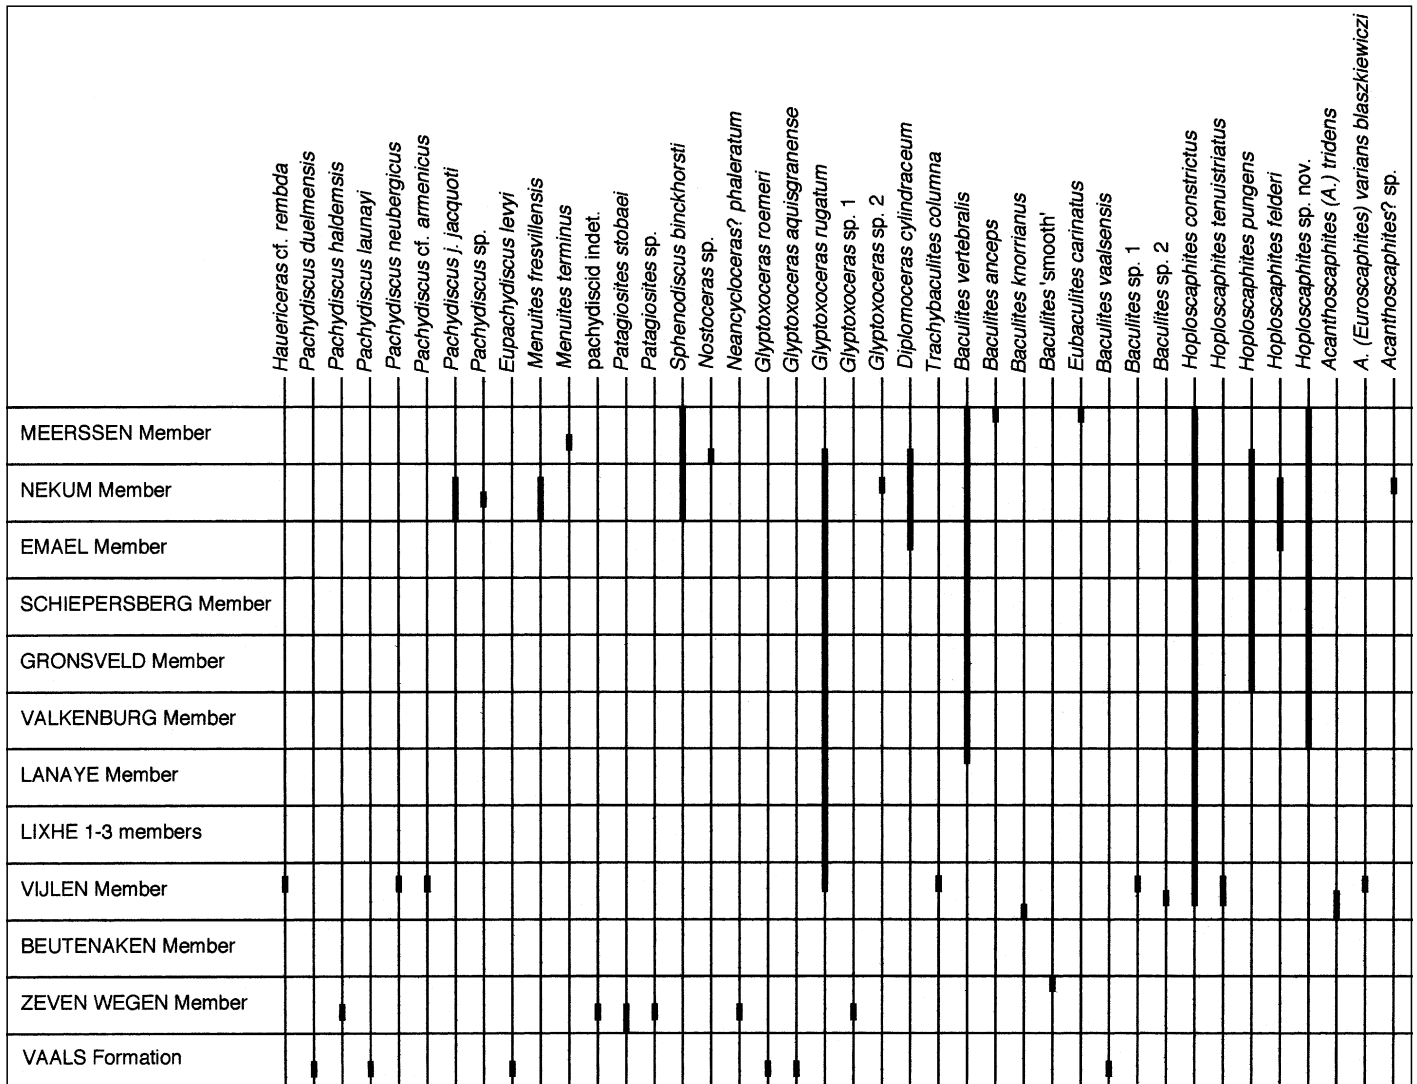 Hauericeras cf. rembda
Pachydiscus duelmensis
Pachydiscus haldemsis
Pachydiscus launayi
Pachydiscus neubergicus
Pachydiscus cf. armenicus
Pachydiscus j. jacquoti
Pachydiscus sp.
Eupachydiscus levyi
Menuites fresvillensis
Menuites terminus
pachydiscid indet.
Patagiosites stobaei
Patagiosites sp.
Sphenodiscus binckhorsti
Nostoceras sp.
Neancycloceras? phaleratum
Glyptoxoceras roemeri
Glyptoxoceras aquisgranense
Glyptoxoceras rugatum
Glyptoxoceras sp. 1
Glyptoxoceras sp. 2
Diplomoceras cylindraceum
Trachybaculites columna
Baculites vertebralis
Baculites anceps
Baculites knorrianus
Baculites 'smooth'
Eubaculites carinatus
Baculites vaalsensis
Baculites sp. 1
Baculites sp. 2
Hoploscaphites constrictus
Hoploscaphites tenuistriatus
Hoploscaphites pungens
Hoploscaphites felderi
Hoploscaphites sp. nov.
Acanthoscaphites (A.) tridens
A. (Euroscaphites) varians blaszkiewiczi
Acanthoscaphites? sp.
MEERSSEN Member
NEKUM Member
EMAEL Member
SCHIEPERSBERG Member
GRONSVELD Member
VALKENBURG Member
LANAYE Member
LIXHE 1-3 members
VIJLEN Member
BEUTENAKEN Member
ZEVEN WEGEN Member
VAALS Formation